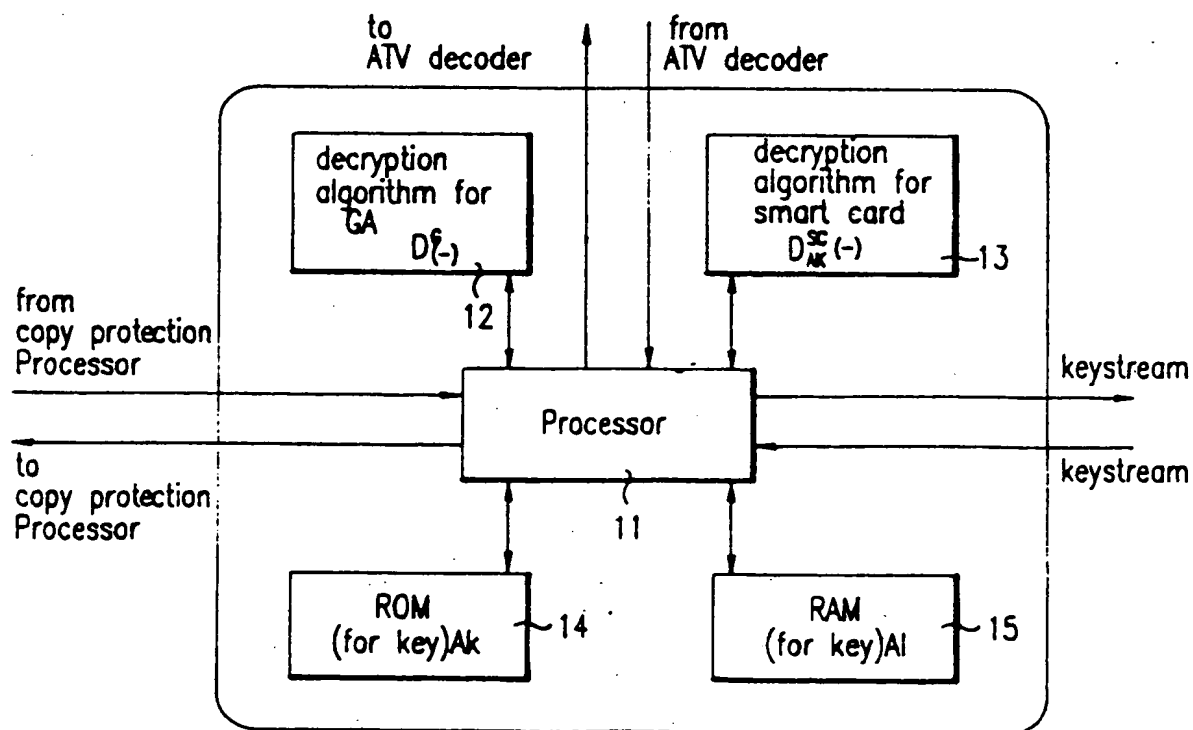 to
ATV decoder
from
ATV decoder
decryption
algorithm for
GA
decryption
algorithm for
smart card
D^SC_AK(-)
13
12
from
copy protection
Processor
keystream
Processor
to
copy protection
Processor
keystream
11
ROM
(for key)Ak
14
RAM
(for key)Al
15